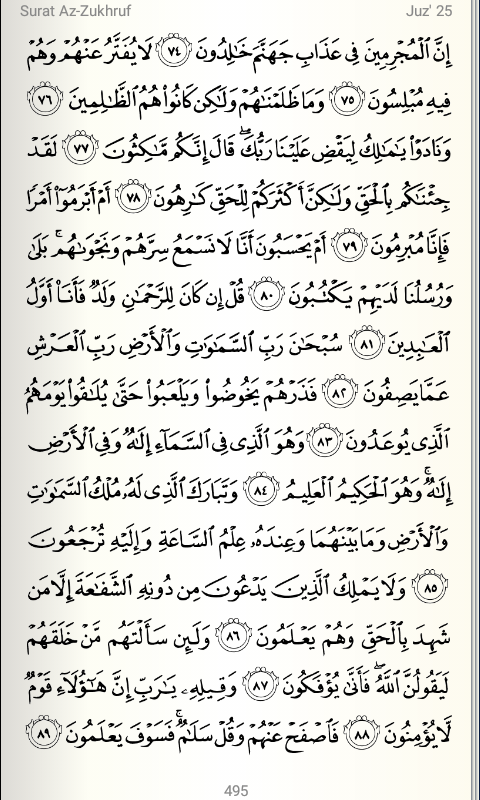 Surat Az-Zukhruf Juz' 25
إِنَّ ٱلْمُجْرِمِينَ فِى عَذَابِ جَهَنَّمَ خَٰلِدُونَ ٧٤ لَا يُفَتَّرُ عَنْهُمْ وَهُمْ
فِيهِ مُبْلِسُونَ ٧٥ وَمَا ظَلَمْنَٰهُمْ وَلَٰكِن كَانُوا۟ هُمُ ٱلظَّٰلِمِينَ ٧٦
وَنَادَوْا۟ يَٰمَٰلِكُ لِيَقْضِ عَلَيْنَا رَبُّكَ ۖ قَالَ إِنَّكُم مَّٰكِثُونَ ٧٧ لَقَدْ
جِئْنَٰكُم بِٱلْحَقِّ وَلَٰكِنَّ أَكْثَرَكُمْ لِلْحَقِّ كَٰرِهُونَ ٧٨ أَمْ أَبْرَمُوٓا۟ أَمْرًا
فَإِنَّا مُبْرِمُونَ ٧٩ أَمْ يَحْسَبُونَ أَنَّا لَا نَسْمَعُ سِرَّهُمْ وَنَجْوَىٰهُم ۚ بَلَىٰ
وَرُسُلُنَا لَدَيْهِمْ يَكْتُبُونَ ٨٠ قُلْ إِن كَانَ لِلرَّحْمَٰنِ وَلَدٌ فَأَنَا۠ أَوَّلُ
ٱلْعَٰبِدِينَ ٨١ سُبْحَٰنَ رَبِّ ٱلسَّمَٰوَٰتِ وَٱلْأَرْضِ رَبِّ ٱلْعَرْشِ
عَمَّا يَصِفُونَ ٨٢ فَذَرْهُمْ يَخُوضُوا۟ وَيَلْعَبُوا۟ حَتَّىٰ يُلَٰقُوا۟ يَوْمَهُمُ
ٱلَّذِى يُوعَدُونَ ٨٣ وَهُوَ ٱلَّذِى فِى ٱلسَّمَآءِ إِلَٰهٌ وَفِى ٱلْأَرْضِ
إِلَٰهٌ ۚ وَهُوَ ٱلْحَكِيمُ ٱلْعَلِيمُ ٨٤ وَتَبَارَكَ ٱلَّذِى لَهُۥ مُلْكُ ٱلسَّمَٰوَٰتِ
وَٱلْأَرْضِ وَمَا بَيْنَهُمَا وَعِندَهُۥ عِلْمُ ٱلسَّاعَةِ وَإِلَيْهِ تُرْجَعُونَ
٨٥ وَلَا يَمْلِكُ ٱلَّذِينَ يَدْعُونَ مِن دُونِهِ ٱلشَّفَٰعَةَ إِلَّا مَن
شَهِدَ بِٱلْحَقِّ وَهُمْ يَعْلَمُونَ ٨٦ وَلَئِن سَأَلْتَهُم مَّنْ خَلَقَهُمْ
لَيَقُولُنَّ ٱللَّهُ ۖ فَأَنَّىٰ يُؤْفَكُونَ ٨٧ وَقِيلِهِۦ يَٰرَبِّ إِنَّ هَٰٓؤُلَآءِ قَوْمٌ
لَّا يُؤْمِنُونَ ٨٨ فَٱصْفَحْ عَنْهُمْ وَقُلْ سَلَٰمٌ ۚ فَسَوْفَ يَعْلَمُونَ ٨٩
495